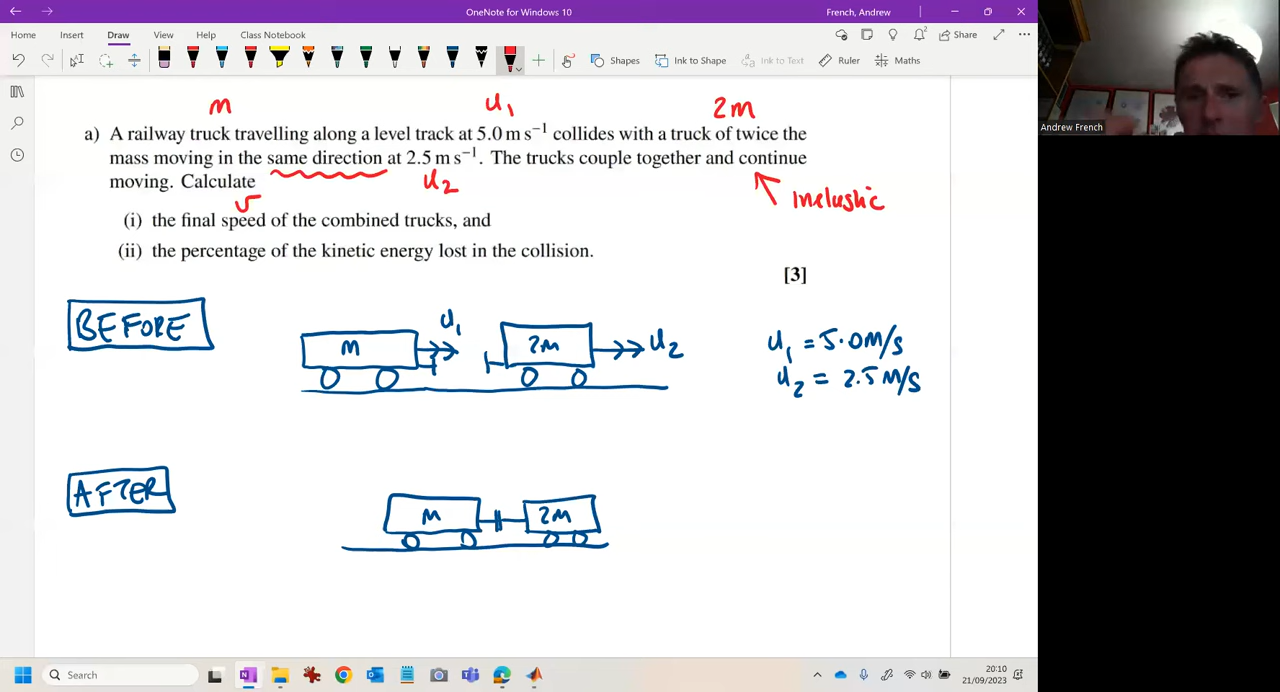 OneNote for Windows 10
French, Andrew
Home Insert Draw View Help Class Notebook
Share
Shapes Ink to Shape Ink to Text Ruler Maths
m u₁ 2m
a) A railway truck travelling along a level track at 5.0 m s⁻¹ collides with a truck of twice the
mass moving in the same direction at 2.5 m s⁻¹. The trucks couple together and continue
moving. Calculate
u₂
inelastic
v
(i) the final speed of the combined trucks, and
(ii) the percentage of the kinetic energy lost in the collision.
[3]
BEFORE
u₁
m 2m u₂
u₁ = 5.0m/s
u₂ = 2.5m/s
AFTER
m 2m
Andrew French
Search
20:10
21/09/2023